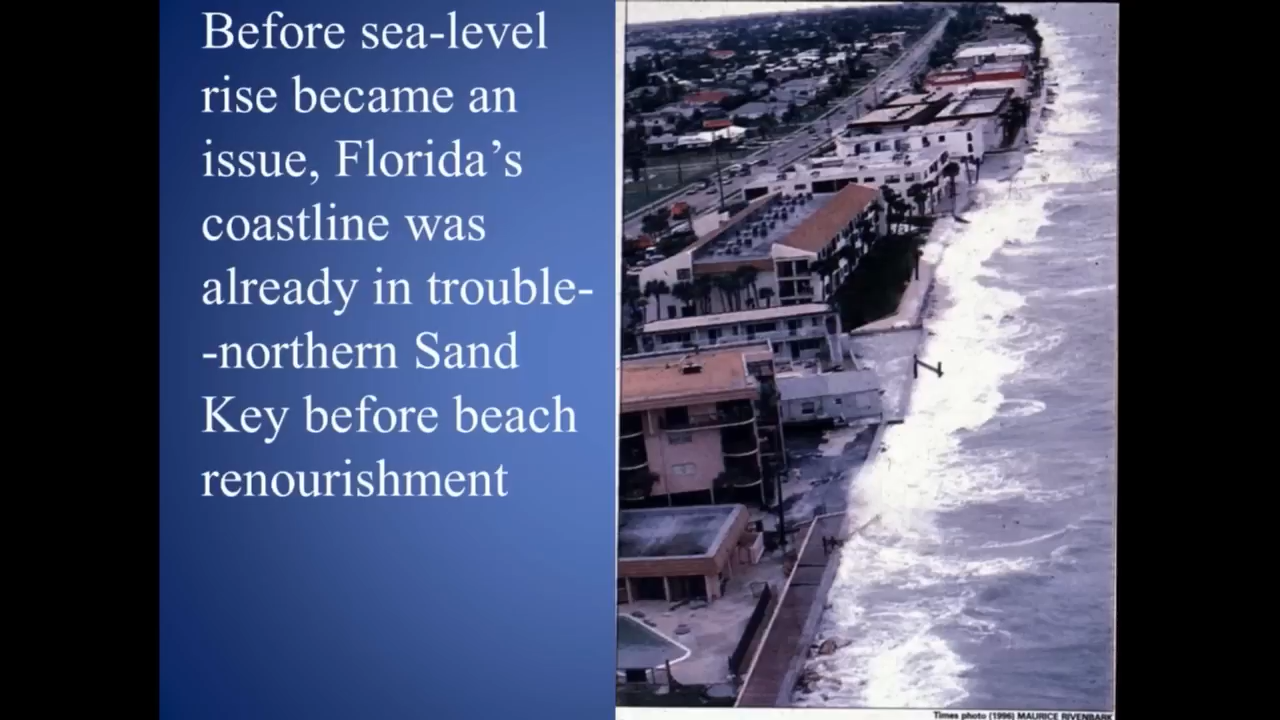 Before sea-level
rise became an
issue, Florida’s
coastline was
already in trouble-
-northern Sand
Key before beach
renourishment
Times photo (1996) MAURICE RIVENBARK